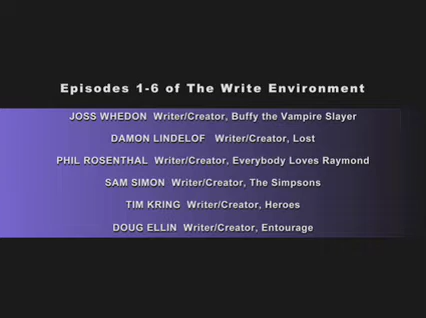 Episodes 1-6 of The Write Environment
JOSS WHEDON Writer/Creator, Buffy the Vampire Slayer
DAMON LINDELOF Writer/Creator, Lost
PHIL ROSENTHAL Writer/Creator, Everybody Loves Raymond
SAM SIMON Writer/Creator, The Simpsons
TIM KRING Writer/Creator, Heroes
DOUG ELLIN Writer/Creator, Entourage